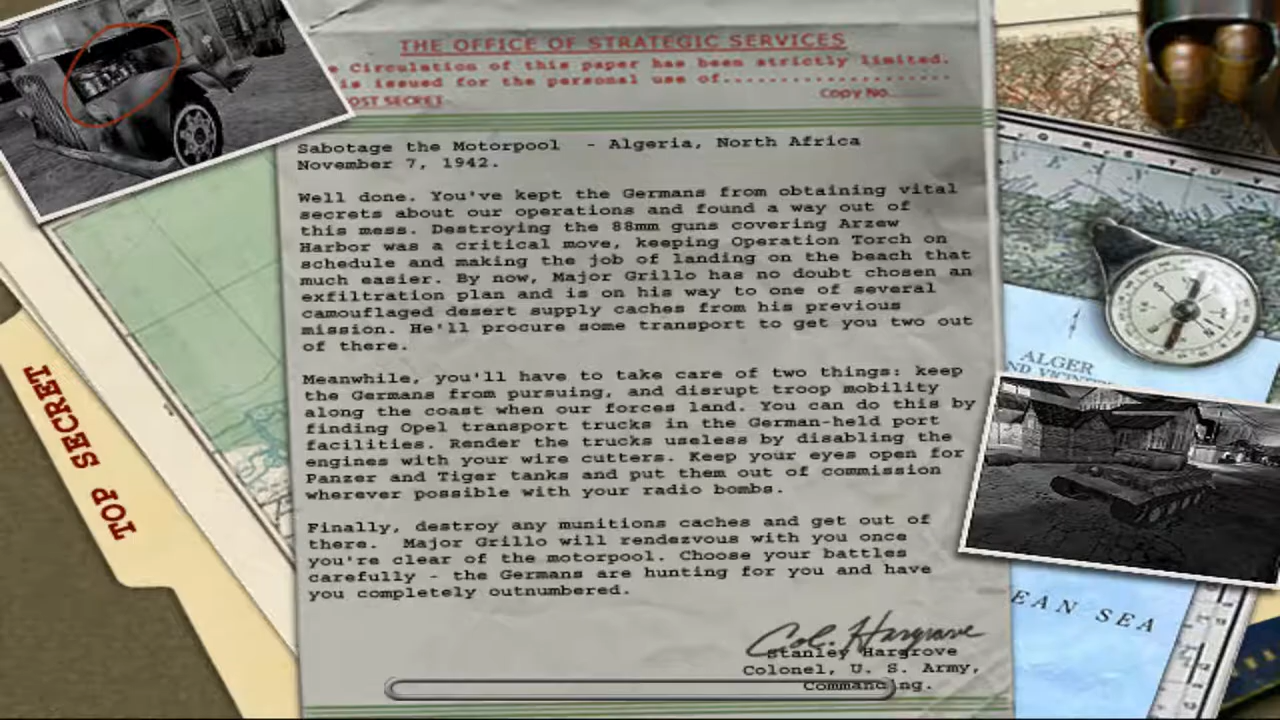 THE OFFICE OF STRATEGIC SERVICES
e Circulation of this paper has been strictly limited.
is issued for the personal use of...................
OST SECRET
Copy No......
Sabotage the Motorpool - Algeria, North Africa
November 7, 1942.
Well done. You've kept the Germans from obtaining vital
secrets about our operations and found a way out of
this mess. Destroying the 88mm guns covering Arzew
Harbor was a critical move, keeping Operation Torch on
schedule and making the job of landing on the beach that
much easier. By now, Major Grillo has no doubt chosen an
exfiltration plan and is on his way to one of several
camouflaged desert supply caches from his previous
mission. He'll procure some transport to get you two out
of there.
Meanwhile, you'll have to take care of two things: keep
the Germans from pursuing, and disrupt troop mobility
along the coast when our forces land. You can do this by
finding Opel transport trucks in the German-held port
facilities. Render the trucks useless by disabling the
engines with your wire cutters. Keep your eyes open for
Panzer and Tiger tanks and put them out of commission
wherever possible with your radio bombs.
Finally, destroy any munitions caches and get out of
there. Major Grillo will rendezvous with you once
you're clear of the motorpool. Choose your battles
carefully - the Germans are hunting for you and have
you completely outnumbered.
Col. Hargrave
Stanley Hargrove
Colonel, U. S. Army,
Commanding.
TOP SECRET
ALGER
ND VICINITY
EAN SEA